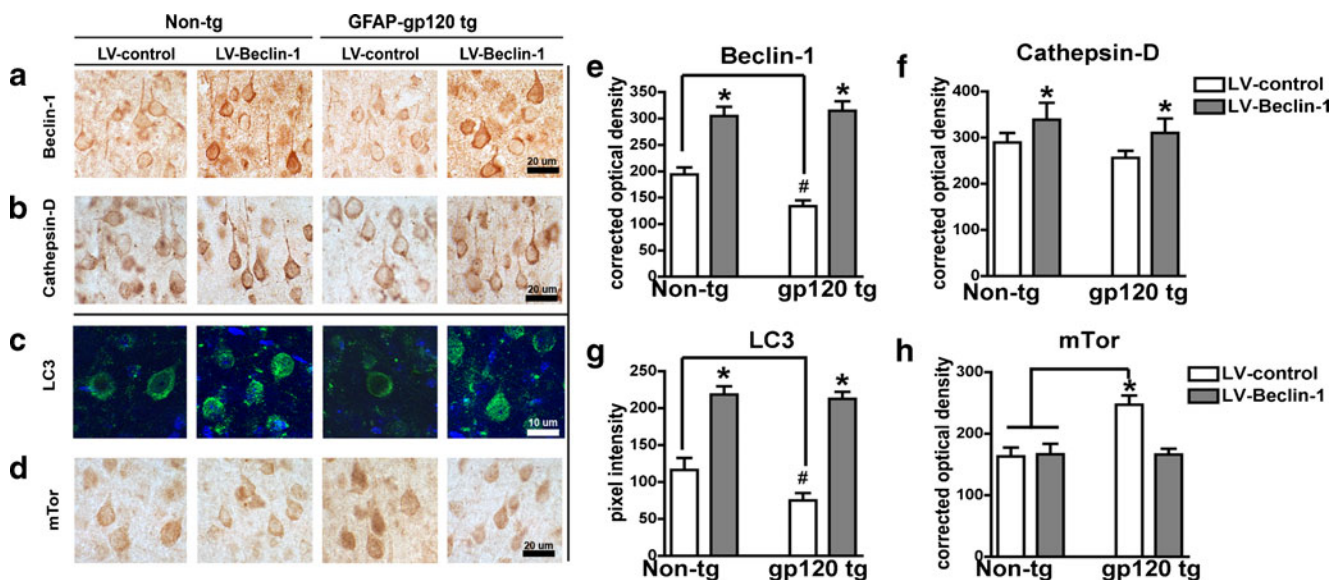 Non-tg GFAP-gp120 tg
LV-control LV-Beclin-1 LV-control LV-Beclin-1
a
Beclin-1
20 um
b
Cathepsin-D
20 um
c
LC3
10 um
d
mTor
20 um
e
Beclin-1
corrected optical density
350
300
250
200
150
100
50
0
*
#
*
Non-tg gp120 tg
f
Cathepsin-D
LV-control
LV-Beclin-1
corrected optical density
400
300
200
100
0
*
*
Non-tg gp120 tg
g
LC3
pixel intensity
250
200
150
100
50
0
*
#
*
Non-tg gp120 tg
h
mTor
LV-control
LV-Beclin-1
corrected optical density
300
200
100
0
*
Non-tg gp120 tg